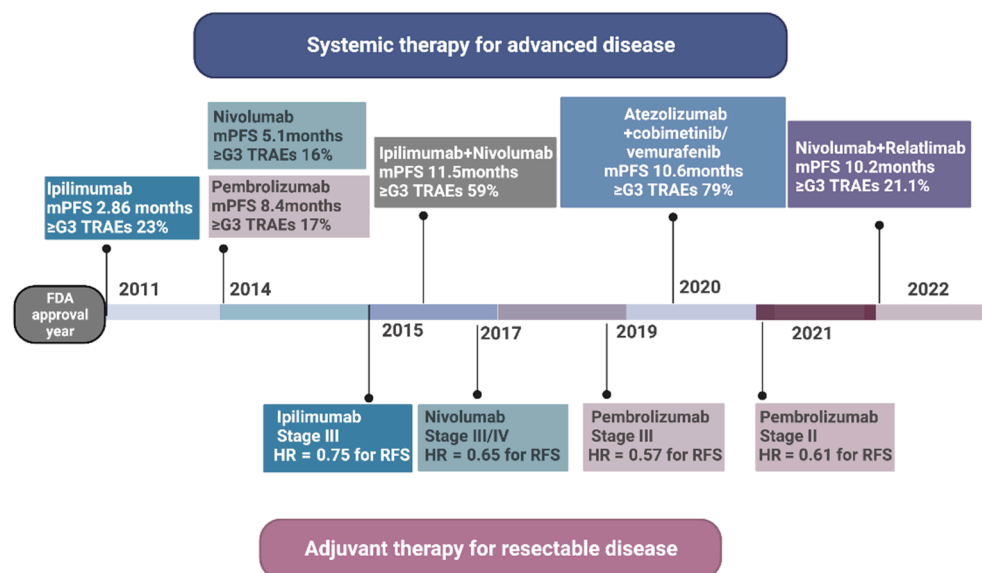 Systemic therapy for advanced disease
Nivolumab
mPFS 5.1months
≥G3 TRAEs 16%
Atezolizumab
+cobimetinib/
vemurafenib
mPFS 10.6months
≥G3 TRAEs 79%
Ipilimumab+Nivolumab
mPFS 11.5months
≥G3 TRAEs 59%
Nivolumab+Relatlimab
mPFS 10.2months
≥G3 TRAEs 21.1%
Ipilimumab
mPFS 2.86 months
≥G3 TRAEs 23%
Pembrolizumab
mPFS 8.4months
≥G3 TRAEs 17%
FDA
approval
year
2011
2014
2015
2017
2019
2020
2021
2022
Ipilimumab
Stage III
HR = 0.75 for RFS
Nivolumab
Stage III/IV
HR = 0.65 for RFS
Pembrolizumab
Stage III
HR = 0.57 for RFS
Pembrolizumab
Stage II
HR = 0.61 for RFS
Adjuvant therapy for resectable disease